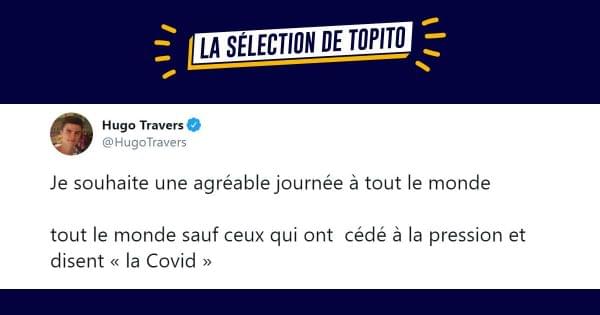 LA SÉLECTION DE TOPITO
Hugo Travers
@HugoTravers
Je souhaite une agréable journée à tout le monde
tout le monde sauf ceux qui ont cédé à la pression et
disent « la Covid »